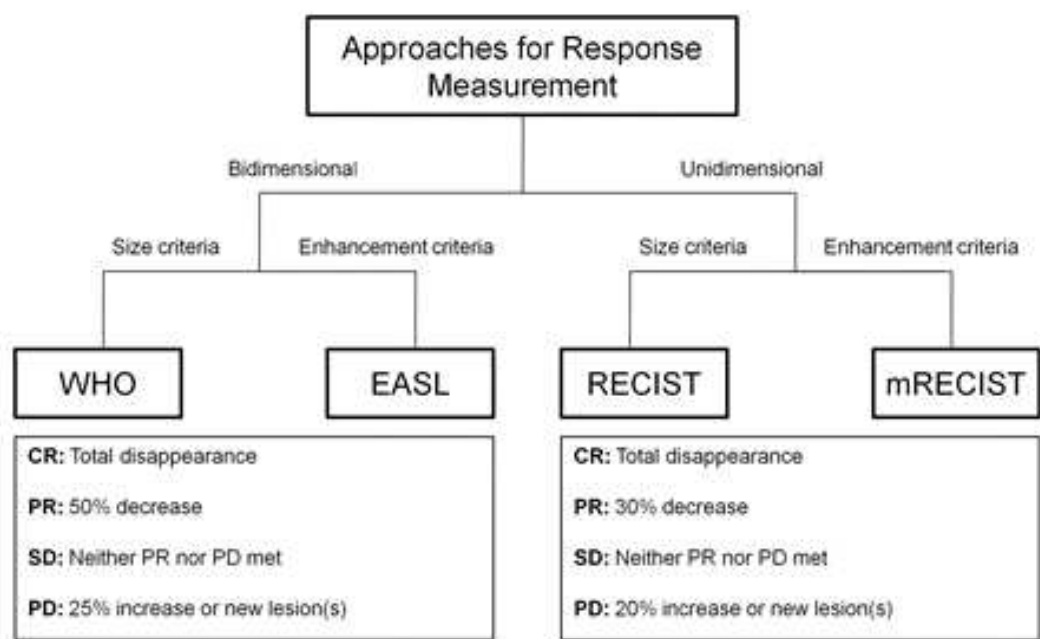 Approaches for Response
Measurement
Bidimensional
Unidimensional
Size criteria
Enhancement criteria
Size criteria
Enhancement criteria
WHO
EASL
RECIST
mRECIST
CR: Total disappearance
PR: 50% decrease
SD: Neither PR nor PD met
PD: 25% increase or new lesion(s)
CR: Total disappearance
PR: 30% decrease
SD: Neither PR nor PD met
PD: 20% increase or new lesion(s)